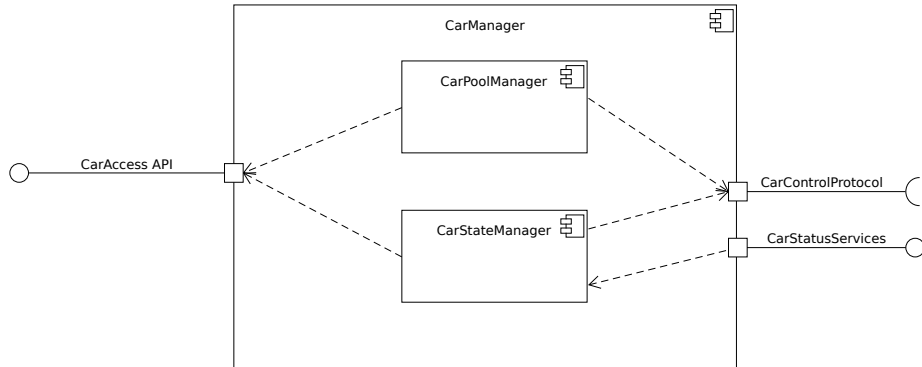 CarManager
CarPoolManager
CarAccess API
CarControlProtocol
CarStateManager
CarStatusServices